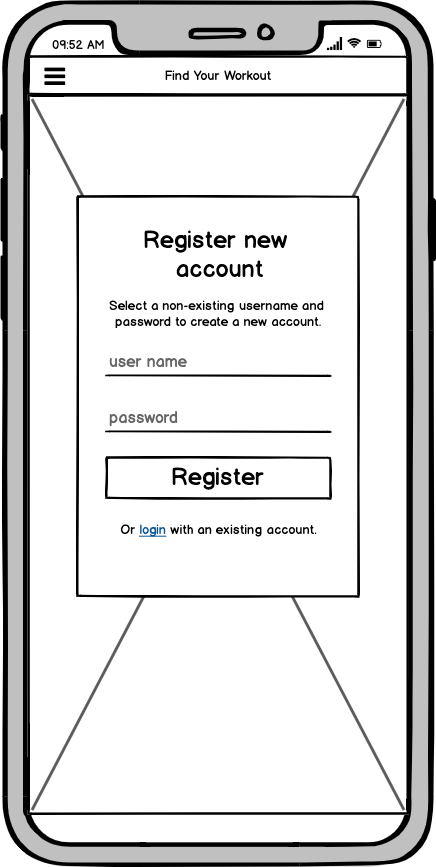 09:52 AM
Find Your Workout
Register new
account
Select a non-existing username and
password to create a new account.
user name
password
Register
Or login with an existing account.